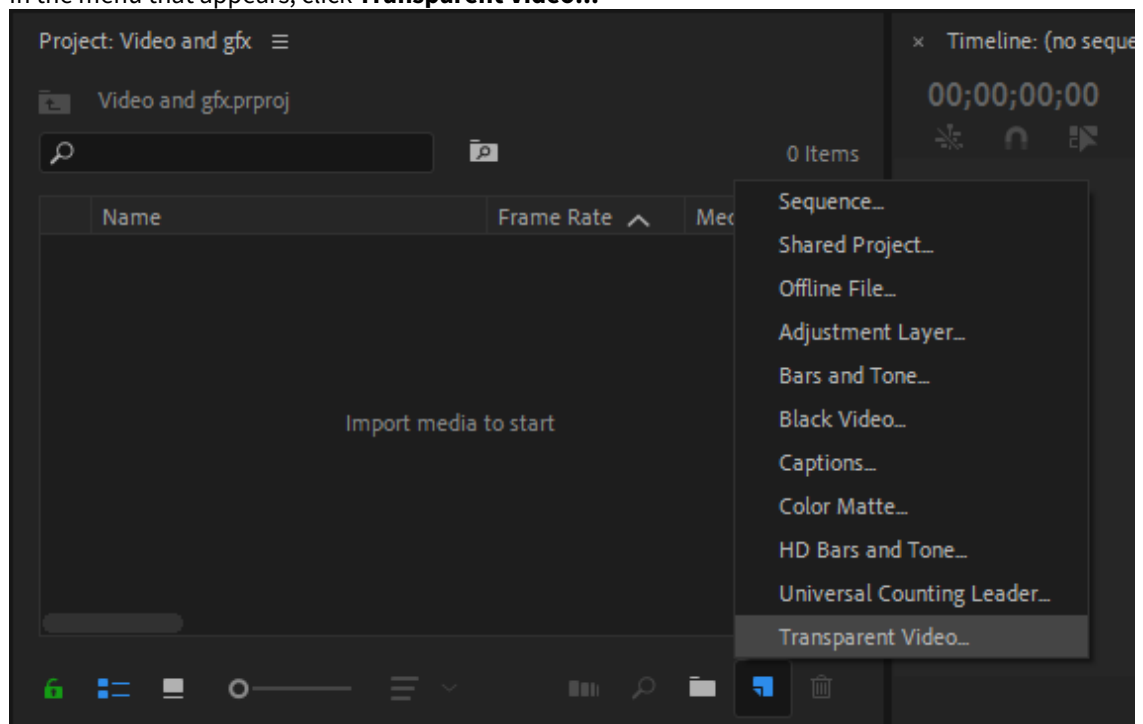 In the menu that appears, click Transparent Video...
Project: Video and gfx
× Timeline: (no seque
Video and gfx.prproj
00;00;00;00
0 Items
Name Frame Rate Med
Import media to start
Sequence...
Shared Project...
Offline File...
Adjustment Layer...
Bars and Tone...
Black Video...
Captions...
Color Matte...
HD Bars and Tone...
Universal Counting Leader...
Transparent Video...